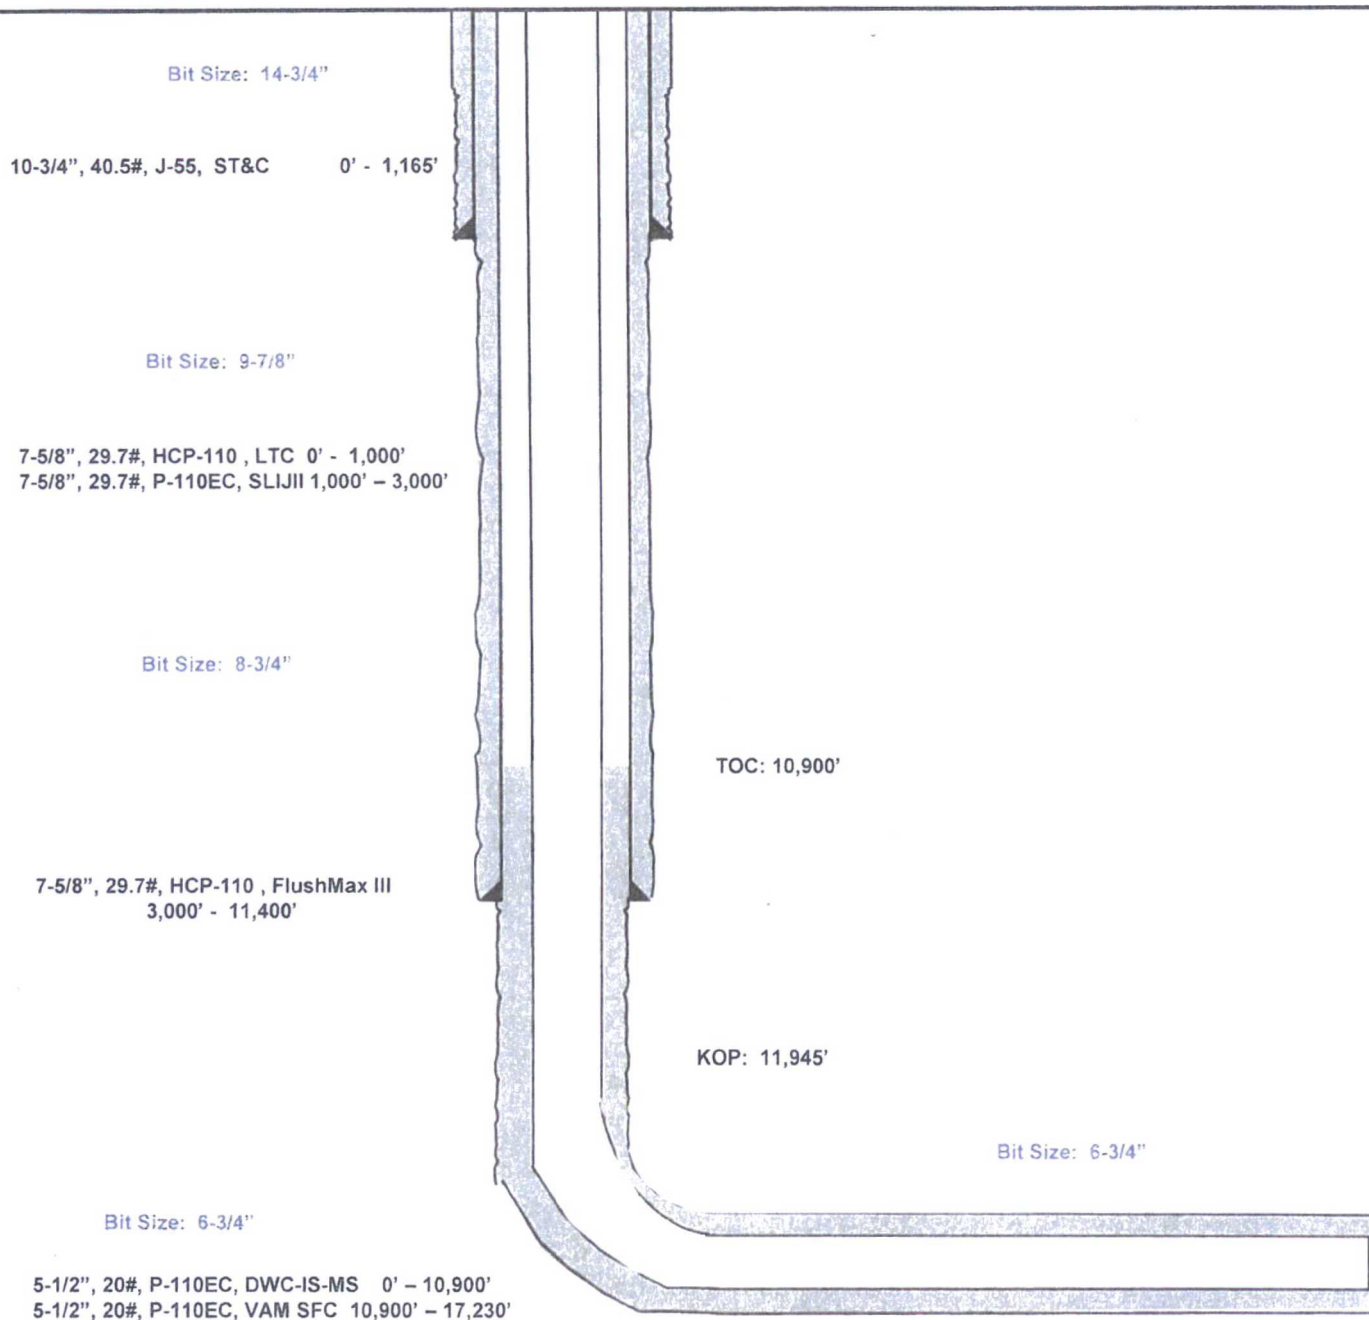 Bit Size: 14-3/4”
10-3/4”, 40.5#, J-55, ST&C 0’ - 1,165’
Bit Size: 9-7/8”
7-5/8”, 29.7#, HCP-110 , LTC 0’ - 1,000’
7-5/8”, 29.7#, P-110EC, SLIJII 1,000’ – 3,000’
Bit Size: 8-3/4”
TOC: 10,900’
7-5/8”, 29.7#, HCP-110 , FlushMax III
3,000’ - 11,400’
KOP: 11,945’
Bit Size: 6-3/4”
Bit Size: 6-3/4”
5-1/2”, 20#, P-110EC, DWC-IS-MS 0’ – 10,900’
5-1/2”, 20#, P-110EC, VAM SFC 10,900’ – 17,230’